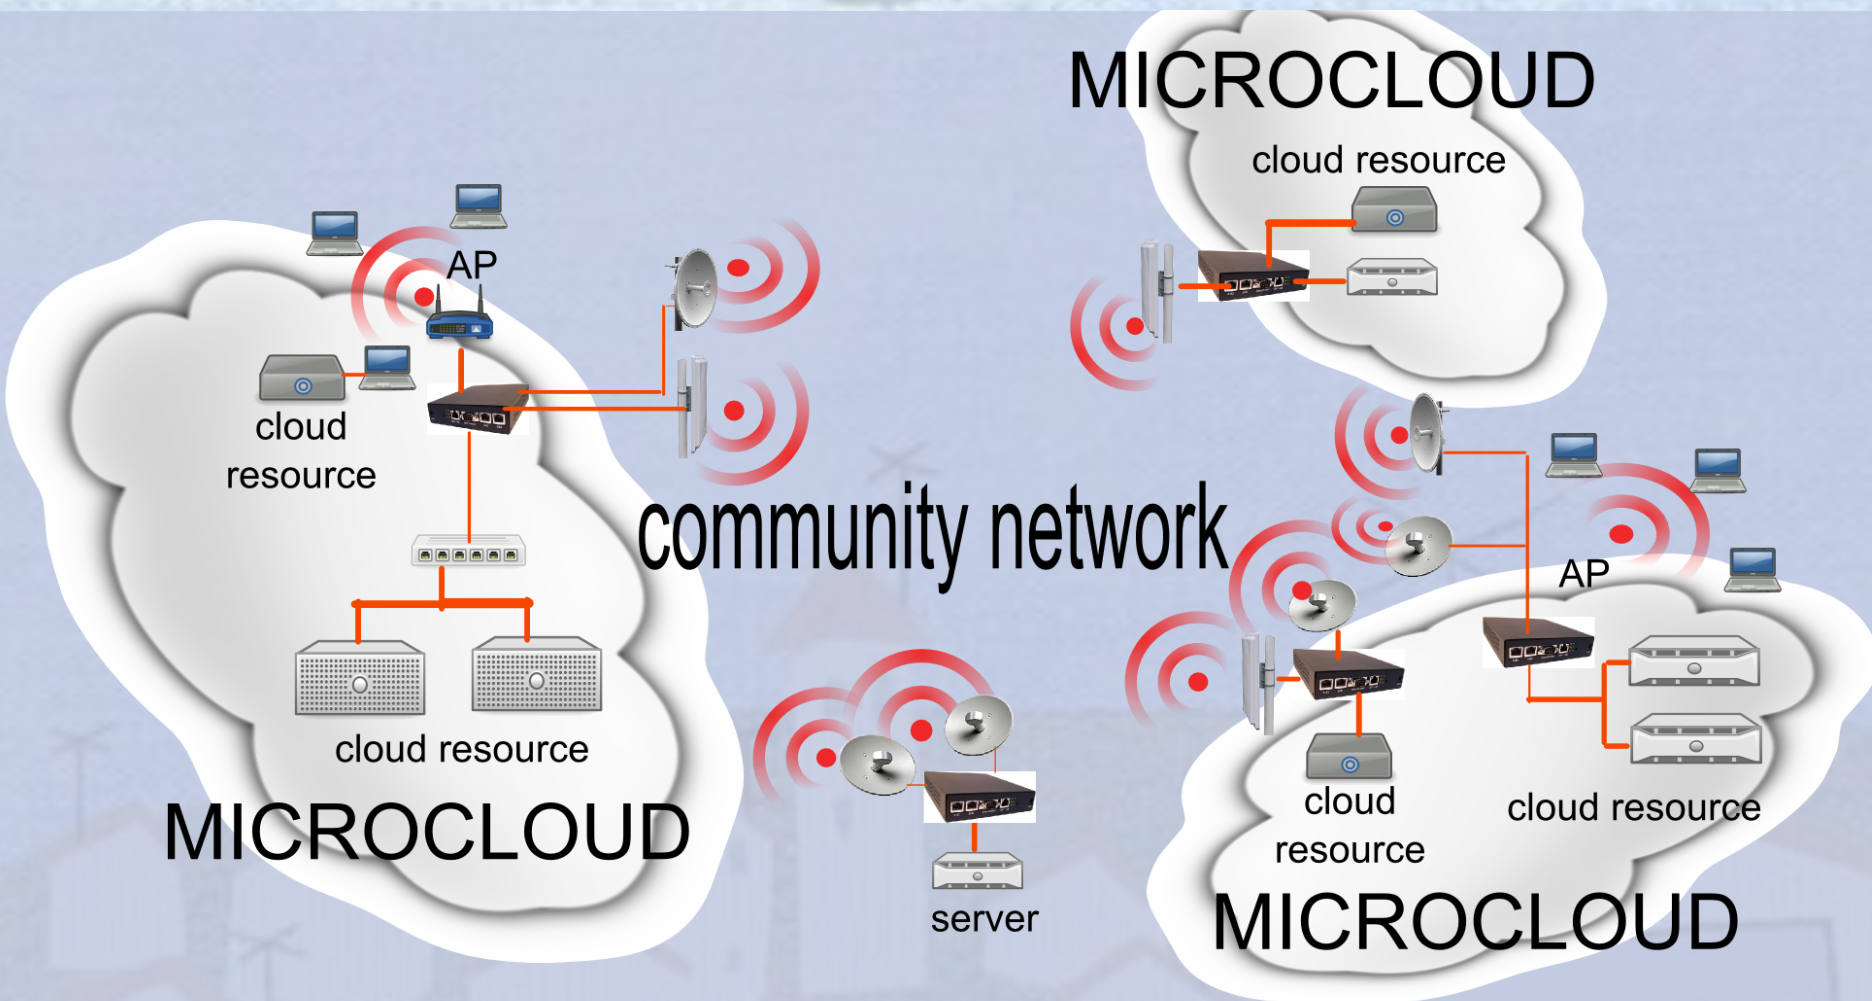 MICROCLOUD
cloud resource
AP
cloud
resource
cloud resource
MICROCLOUD
community network
server
AP
cloud
resource
cloud resource
MICROCLOUD